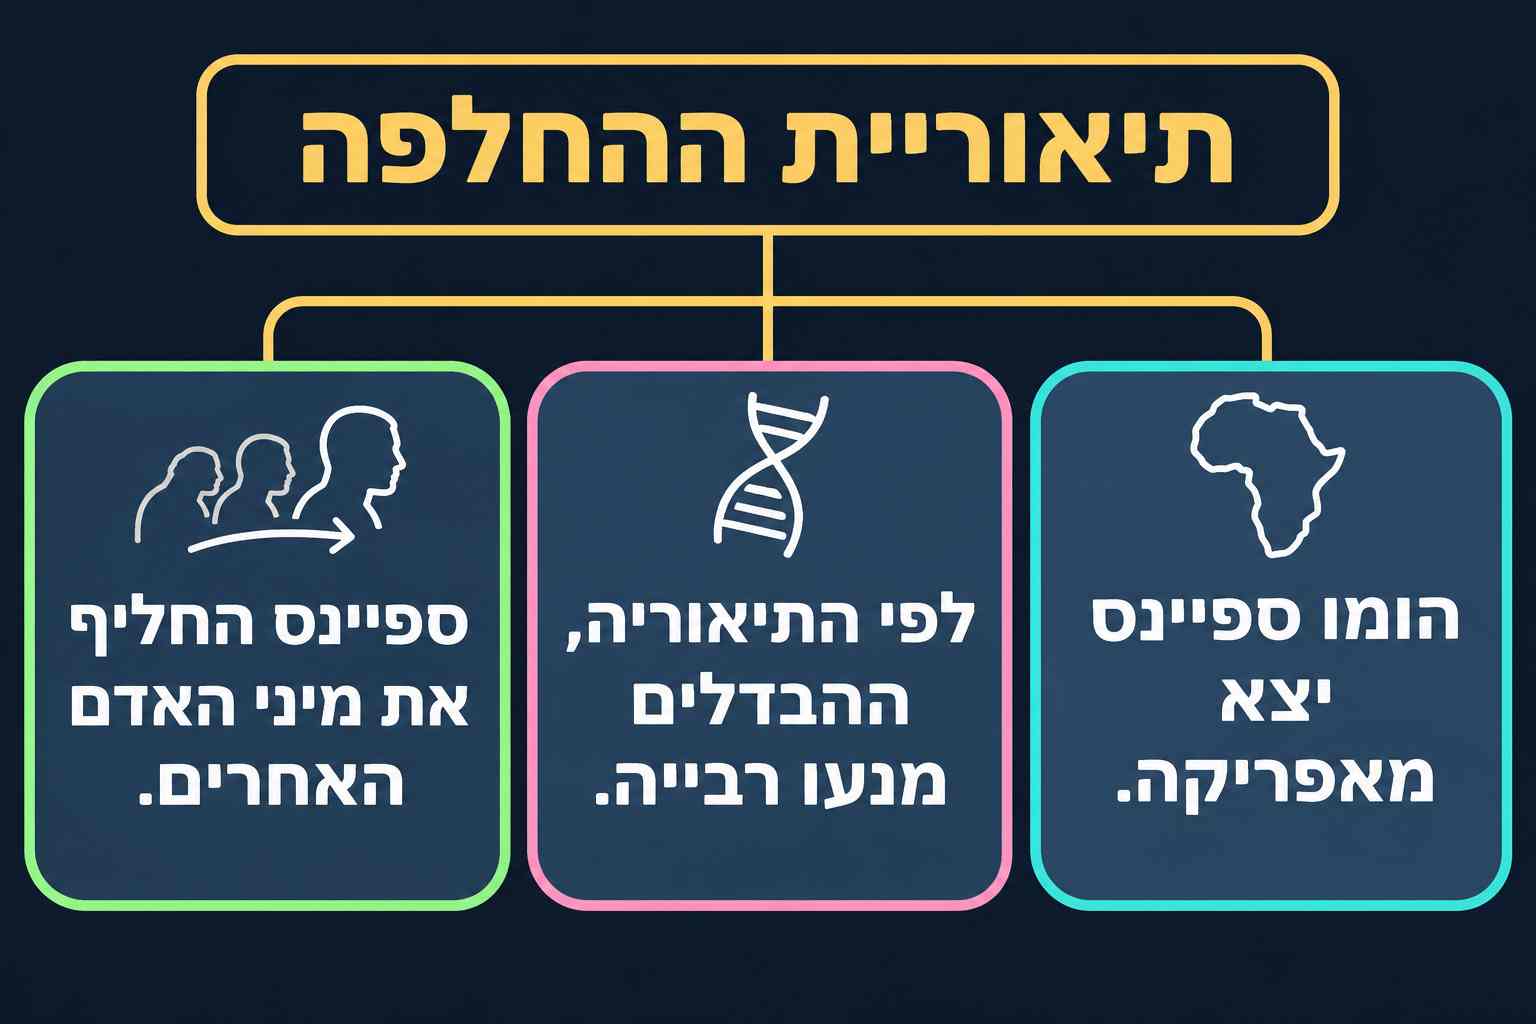 תיאוריית ההחלפה
הומו ספיינס
יצא
מאפריקה.
לפי התיאוריה,
ההבדלים
מנעו רבייה.
ספיינס החליף
את מיני האדם
האחרים.